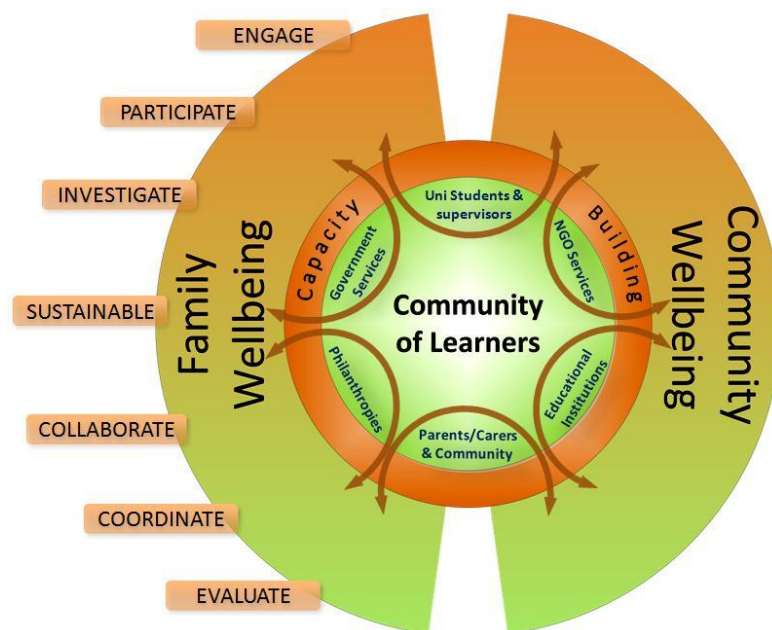 ENGAGE
PARTICIPATE
INVESTIGATE
SUSTAINABLE
COLLABORATE
COORDINATE
EVALUATE
Family
Wellbeing
Capacity
Building
Community
Wellbeing
Uni Students &
supervisors
Government
Services
NGO Services
Community
of Learners
Philanthropies
Educational
Institutions
Parents/Carers
& Community